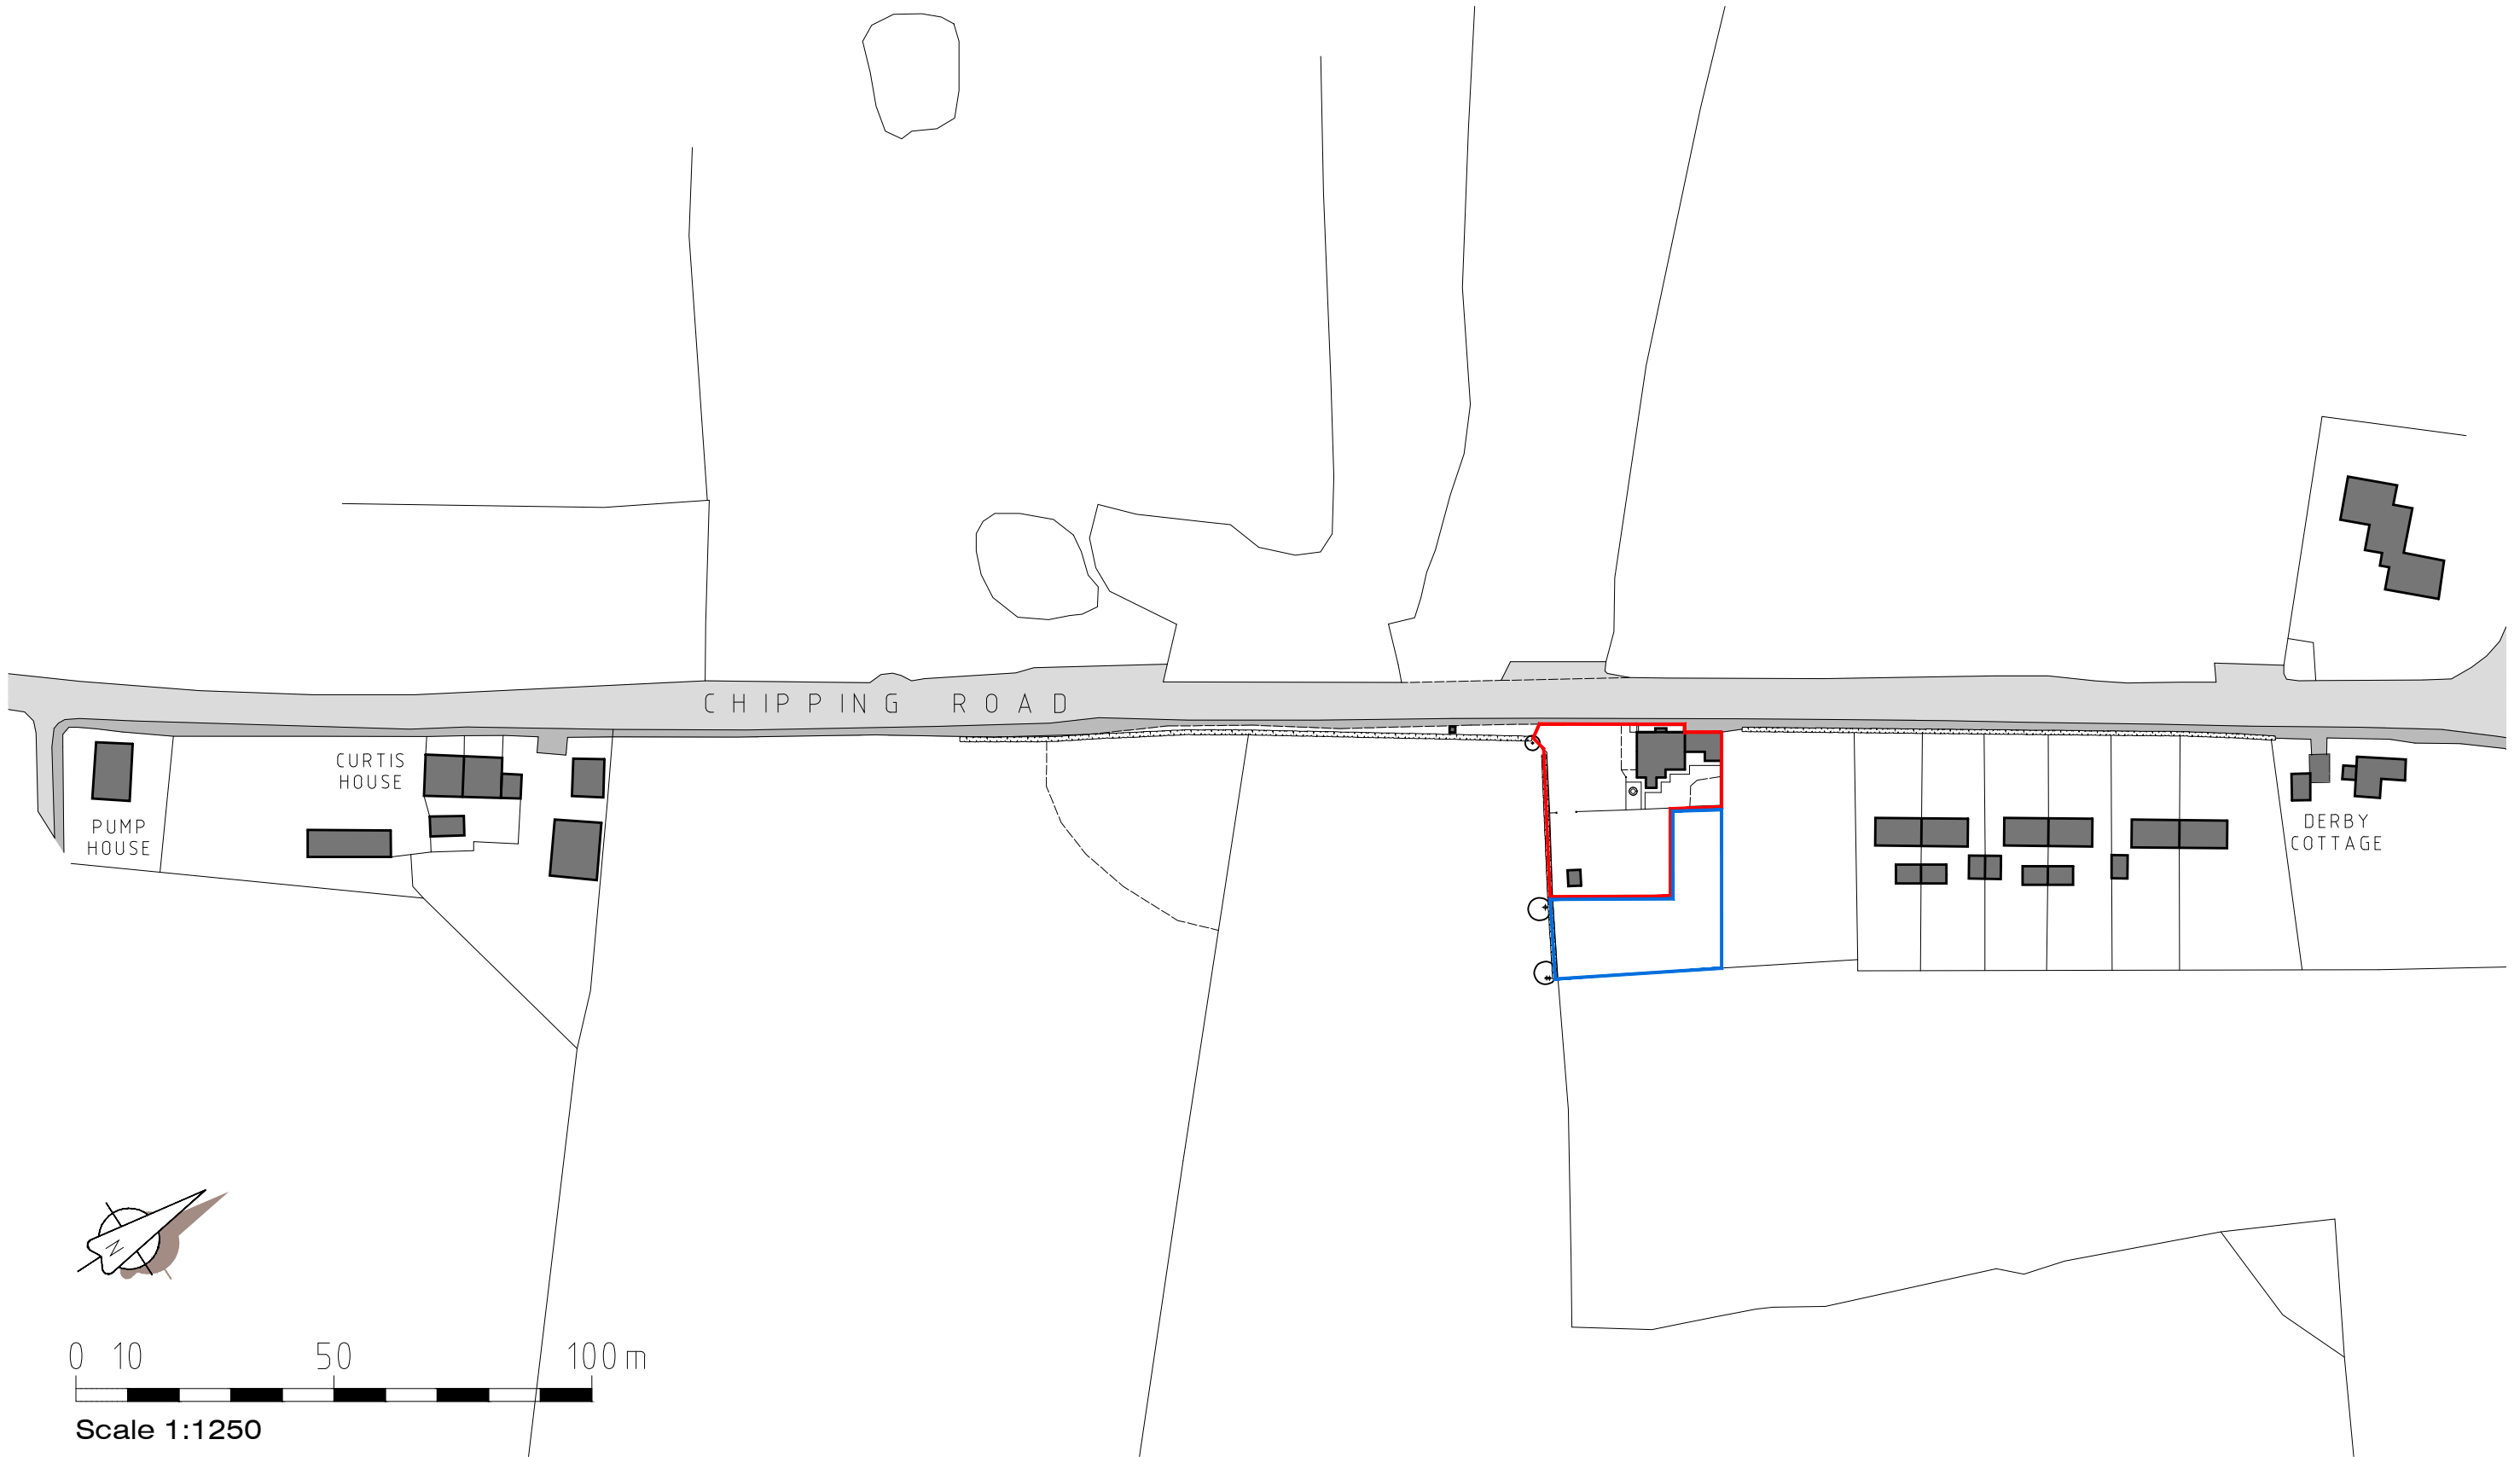 CHIPPING ROAD
CURTIS
HOUSE
PUMP
HOUSE
DERBY
COTTAGE
N
0 10 50 100m
Scale 1:1250